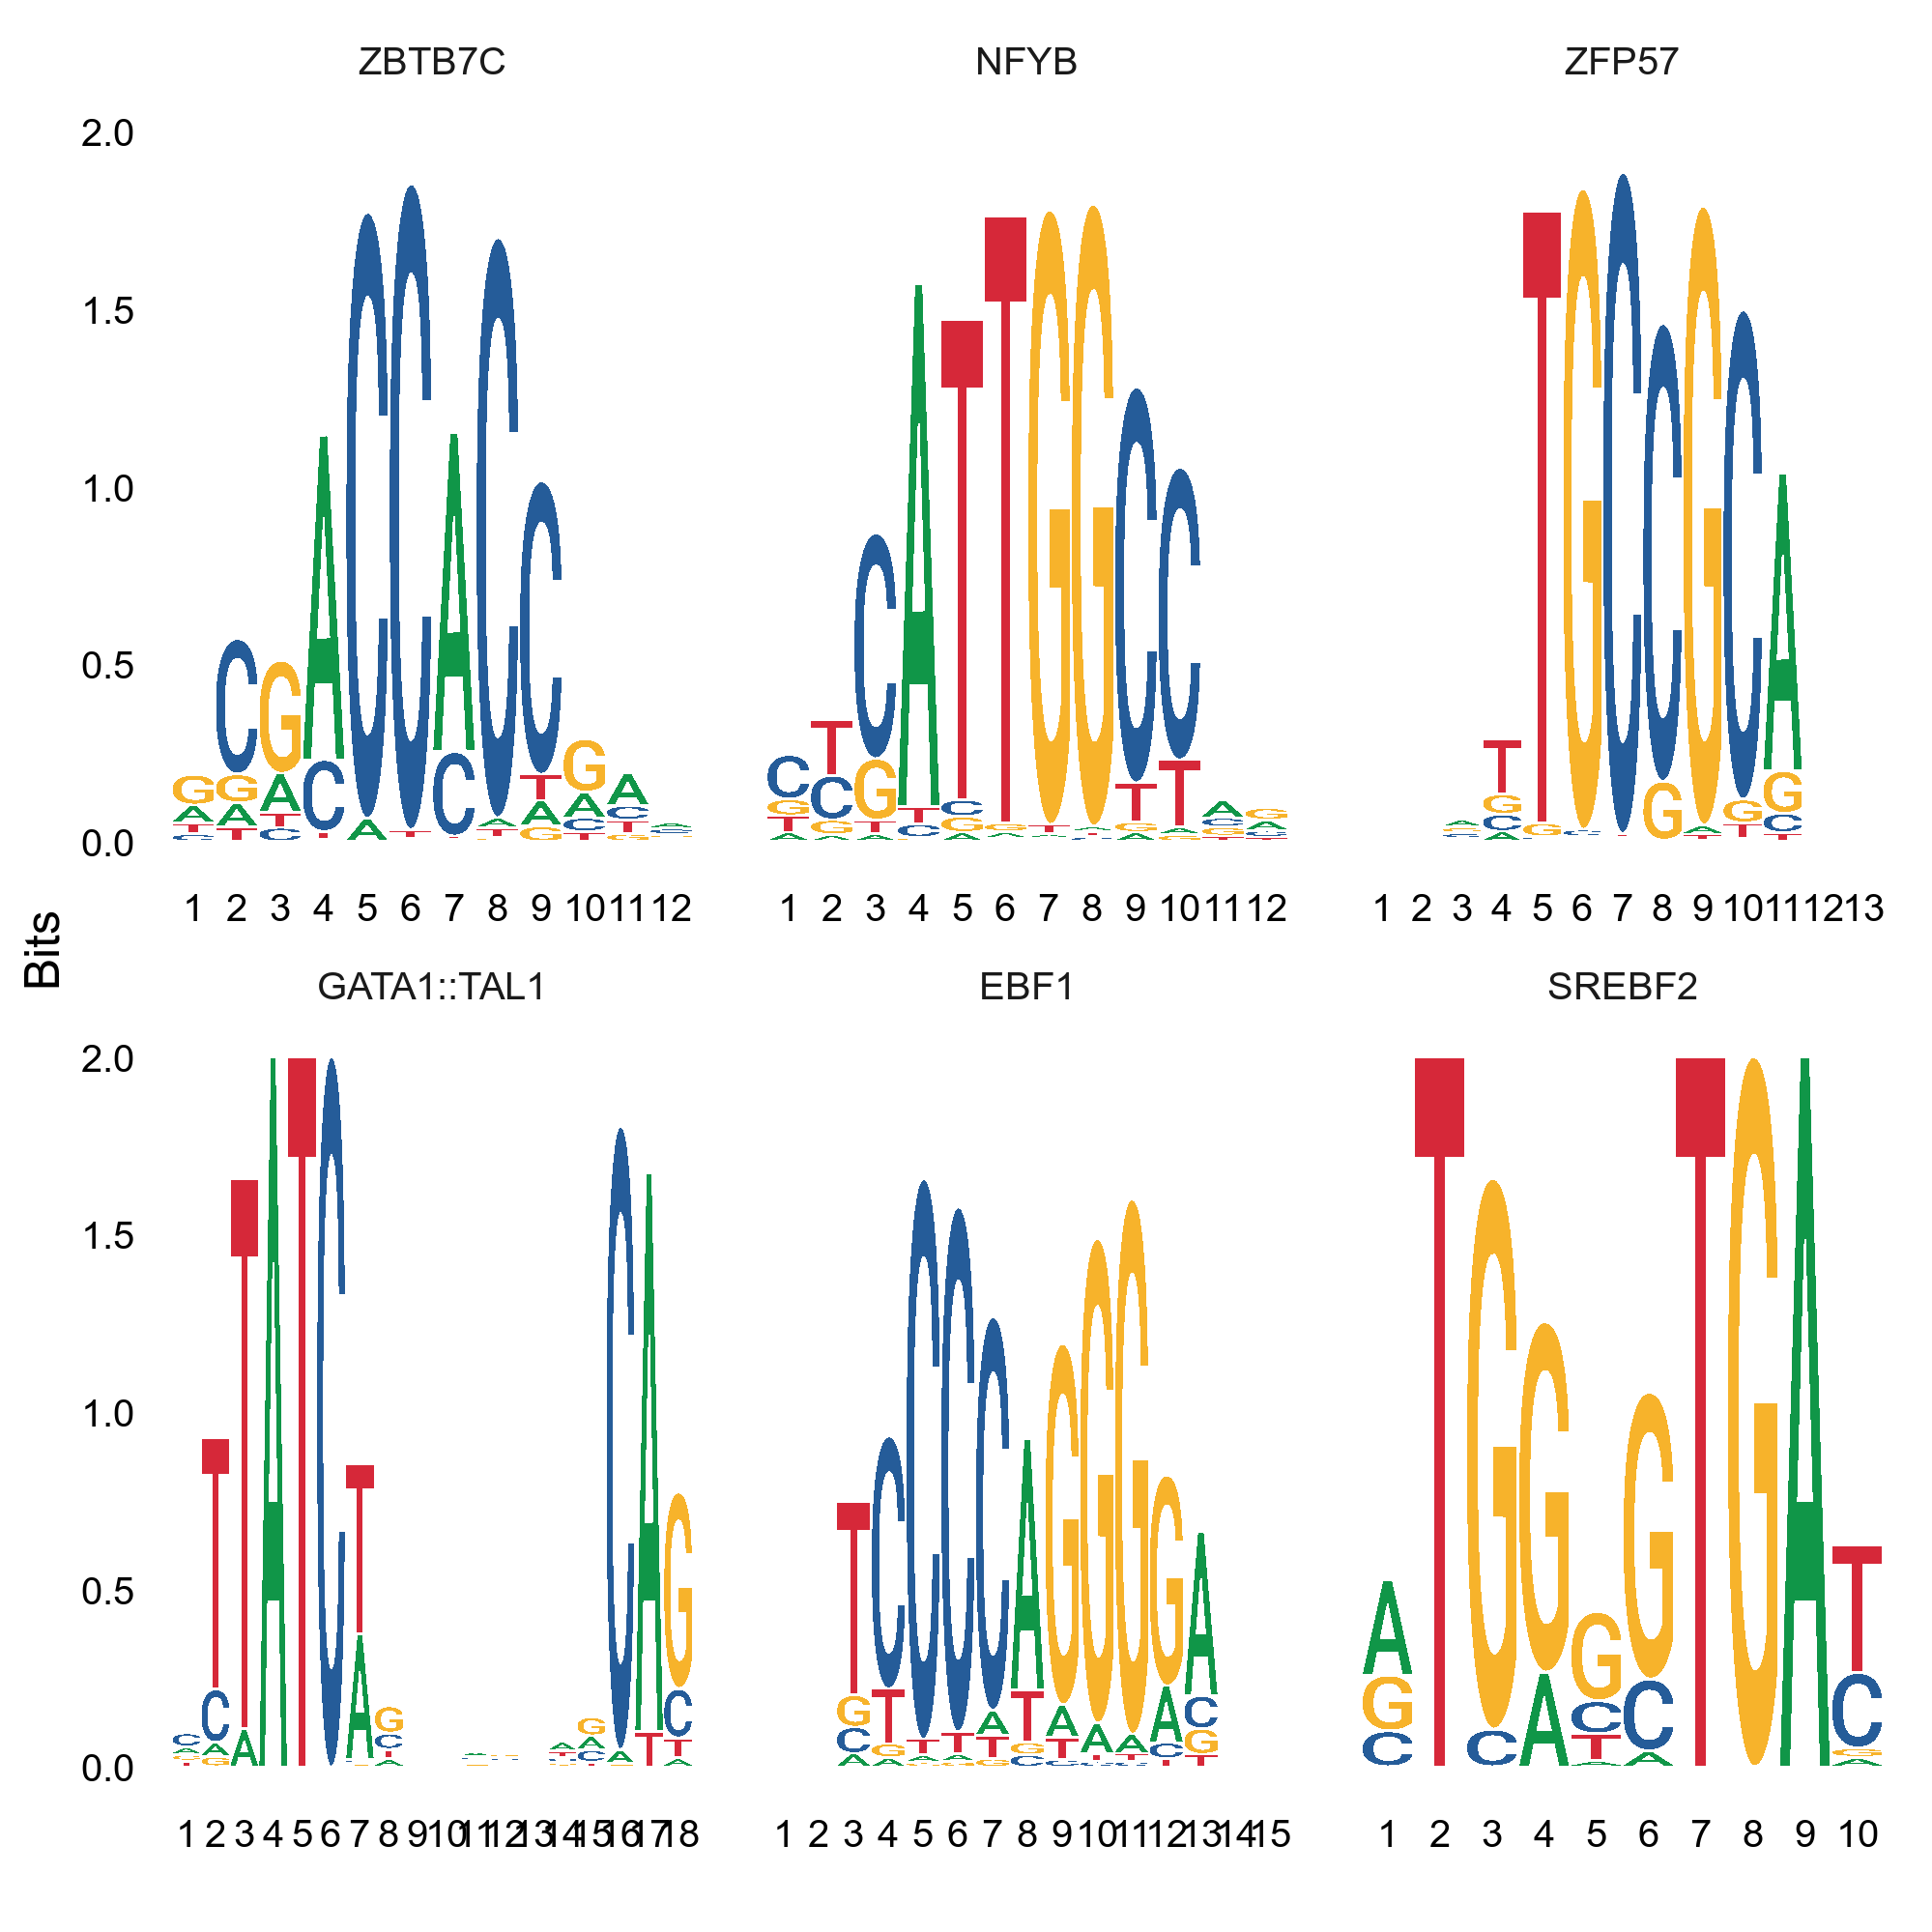 ZBTB7C NFYB ZFP57
2.0
1.5
1.0
0.5
0.0
1 2 3 4 5 6 7 8 9 10 11 12
1 2 3 4 5 6 7 8 9 10 11 12
1 2 3 4 5 6 7 8 9 10 11 12 13
Bits
GATA1::TAL1 EBF1 SREBF2
2.0
1.5
1.0
0.5
0.0
1 2 3 4 5 6 7 8 9 10 11 12 13 14 15 16 17 18
1 2 3 4 5 6 7 8 9 10 11 12 13 14 15
1 2 3 4 5 6 7 8 9 10